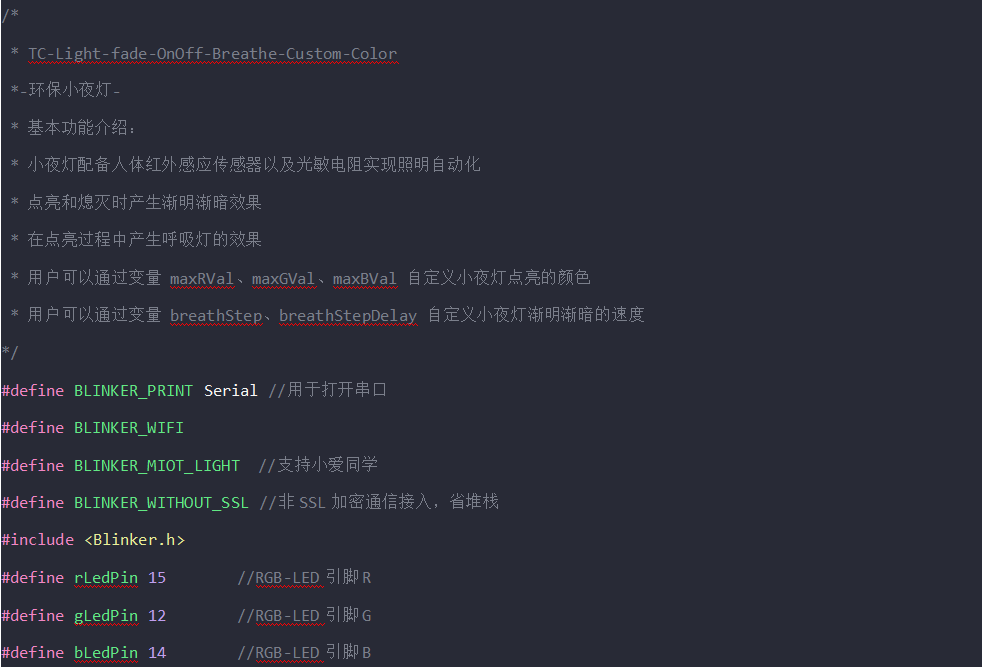 /*
* TC-Light-fade-OnOff-Breathe-Custom-Color
*-环保小夜灯-
* 基本功能介绍：
* 小夜灯配备人体红外感应传感器以及光敏电阻实现照明自动化
* 点亮和熄灭时产生渐明渐暗效果
* 在点亮过程中产生呼吸灯的效果
* 用户可以通过变量 maxRVal、maxGVal、maxBVal 自定义小夜灯点亮的颜色
* 用户可以通过变量 breathStep、breathStepDelay 自定义小夜灯渐明渐暗的速度
*/
#define BLINKER_PRINT Serial //用于打开串口
#define BLINKER_WIFI
#define BLINKER_MIOT_LIGHT //支持小爱同学
#define BLINKER_WITHOUT_SSL //非 SSL 加密通信接入，省堆栈
#include <Blinker.h>
#define rLedPin 15 //RGB-LED 引脚 R
#define gLedPin 12 //RGB-LED 引脚 G
#define bLedPin 14 //RGB-LED 引脚 B